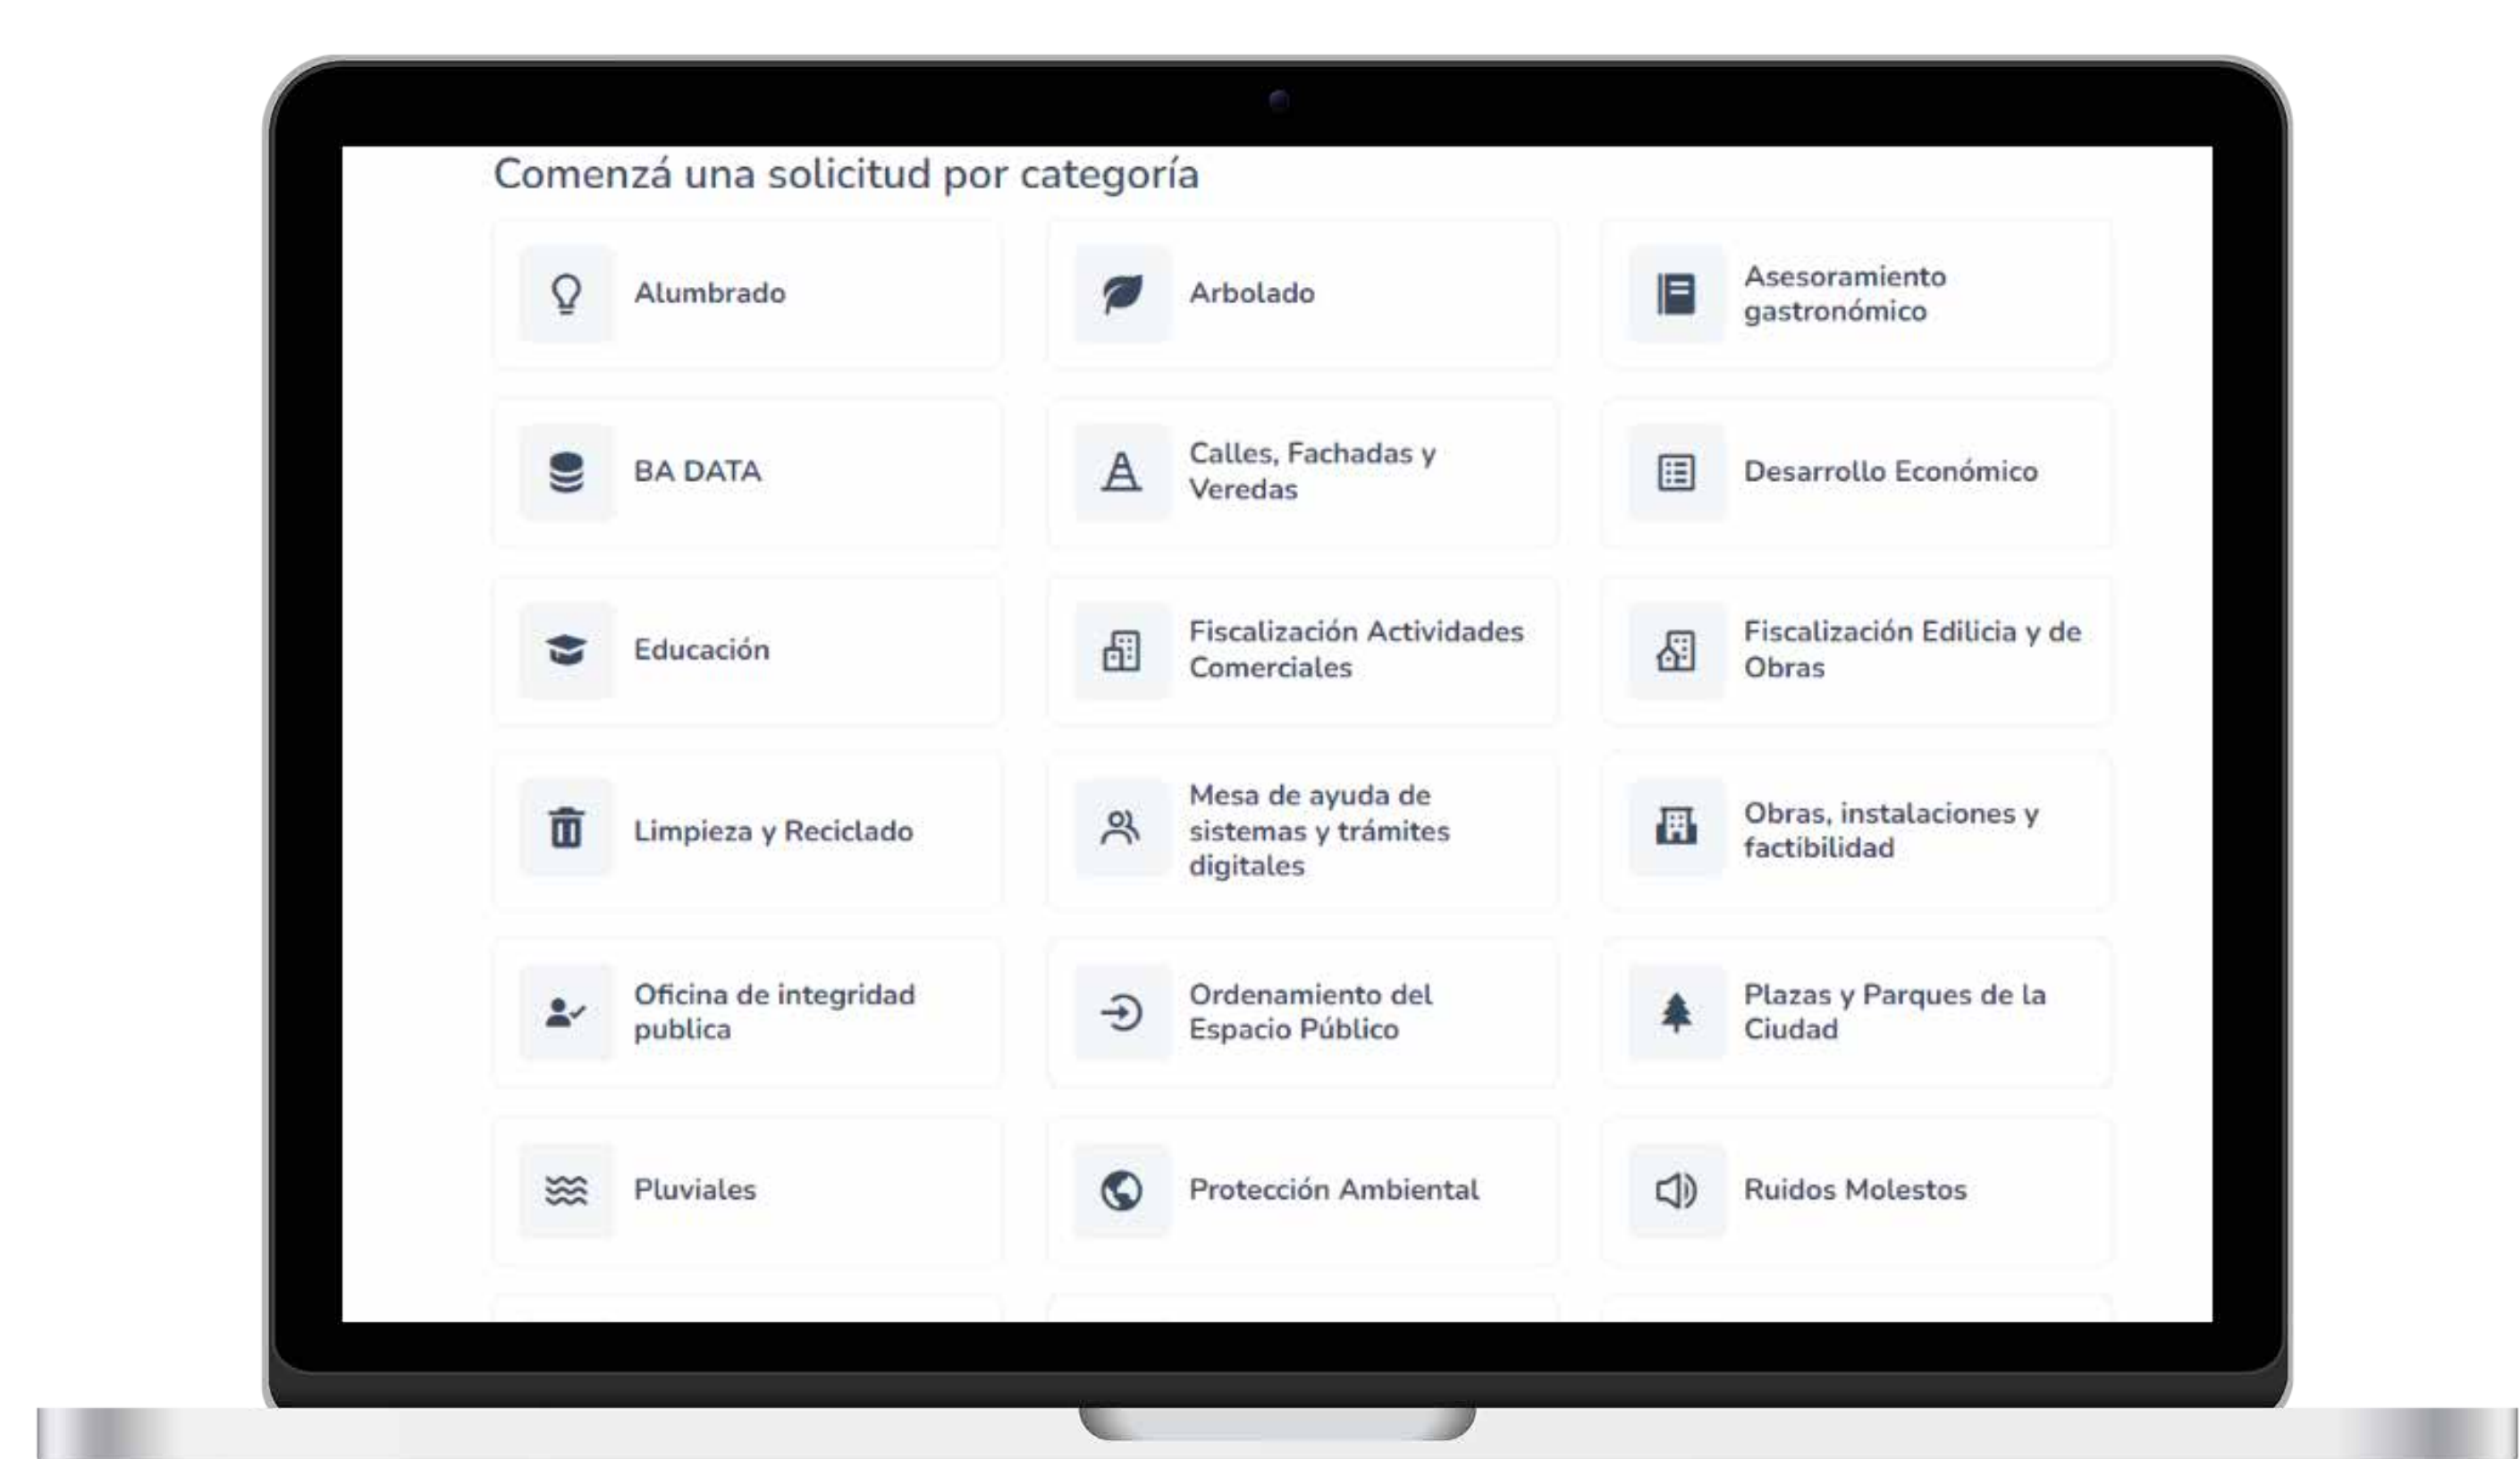 Comenzá una solicitud por categoría
Alumbrado
Arbolado
Asesoramiento
gastronómico
BA DATA
Calles, Fachadas y
Veredas
Desarrollo Económico
Educación
Fiscalización Actividades
Comerciales
Fiscalización Edilicia y de
Obras
Limpieza y Reciclado
Mesa de ayuda de
sistemas y trámites
digitales
Obras, instalaciones y
factibilidad
Oficina de integridad
publica
Ordenamiento del
Espacio Público
Plazas y Parques de la
Ciudad
Pluviales
Protección Ambiental
Ruidos Molestos